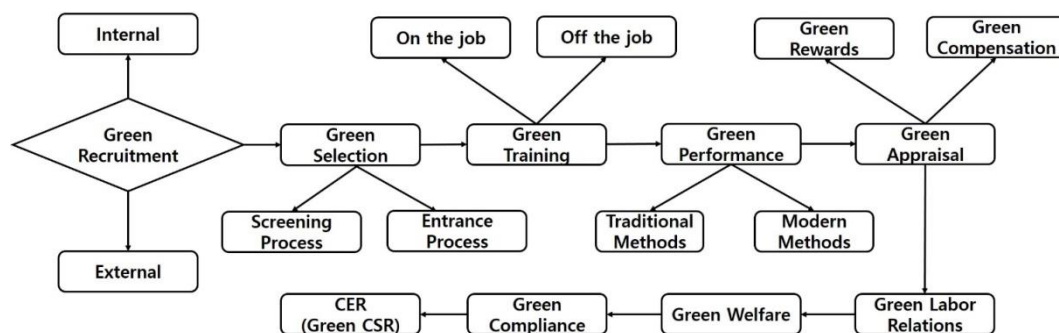 Internal
On the job
Off the job
Green
Rewards
Green
Compensation
Green
Recruitment
Green
Selection
Green
Training
Green
Performance
Green
Appraisal
Screening
Process
Entrance
Process
Traditional
Methods
Modern
Methods
External
CER
(Green CSR)
Green
Compliance
Green Welfare
Green Labor
Relations